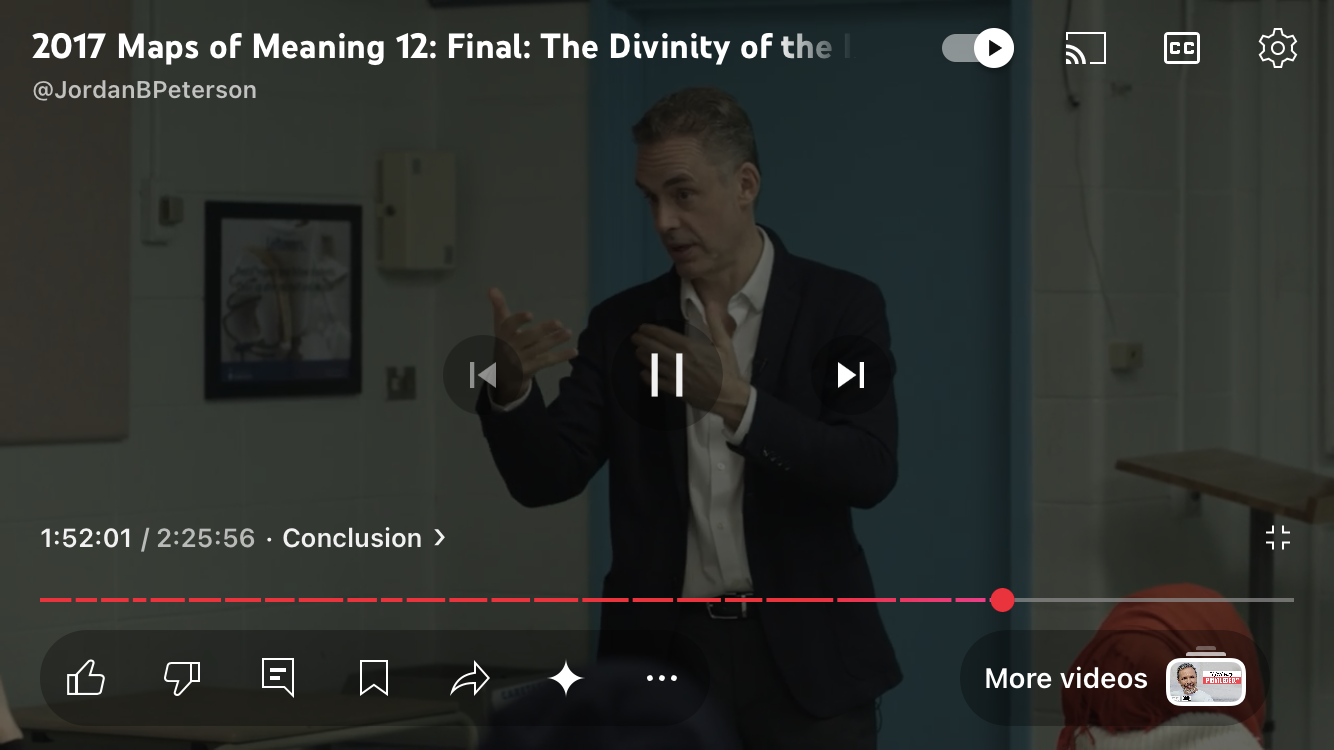 2017 Maps of Meaning 12: Final: The Divinity of the
@JordanBPeterson
CC
1:52:01 / 2:25:56 · Conclusion ›
More videos